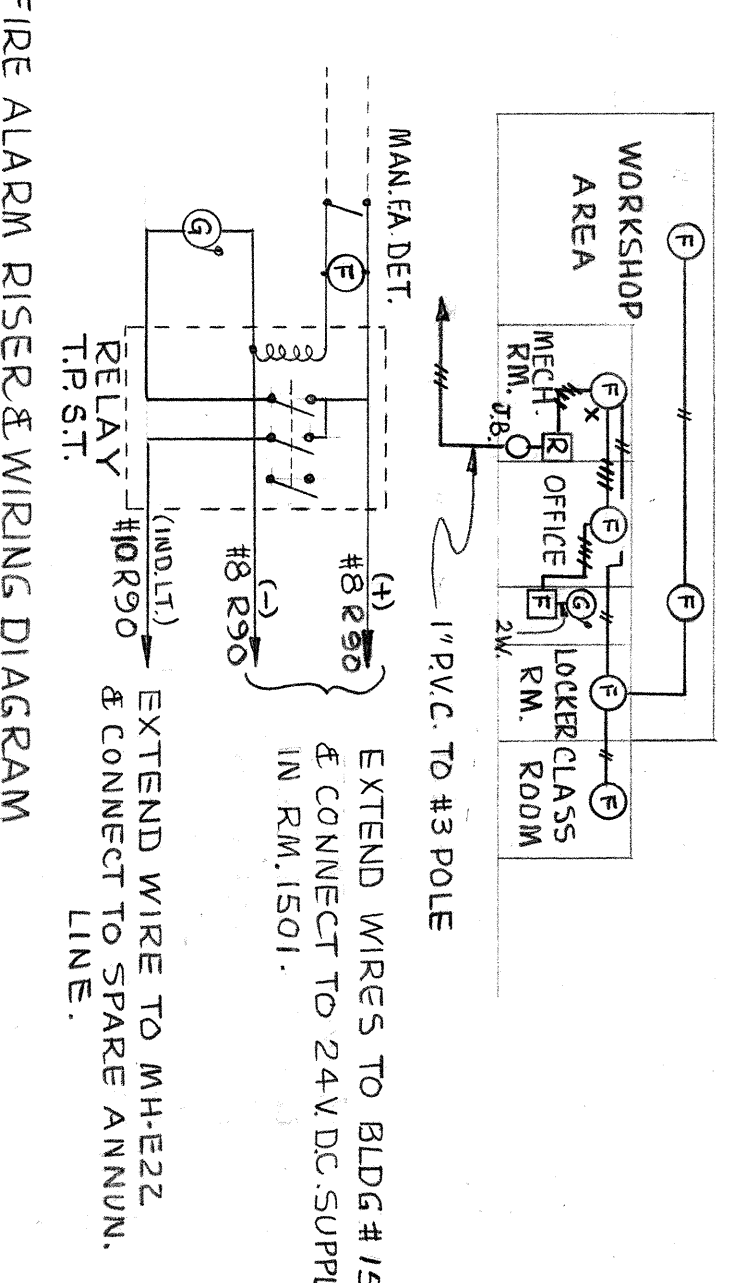 WORKSHOP
AREA
F
F
F
X
F
F
F
MECH.
RM.
R
J.B.
OFFICE
F
G
2W.
LOCKER
RM.
CLASS
ROOM
1" P.V.C. TO #3 POLE
MAN. F.A. DET.
F
G
RELAY
T.P.S.T.
(+)
#8 R90
(-)
#8 R90
(IND. LT.)
#10 R90
EXTEND WIRES TO BLDG # 15
& CONNECT TO 24V. D.C. SUPPL
IN RM. 1501.
EXTEND WIRE TO MH-E22
& CONNECT TO SPARE ANNUN.
LINE.
FIRE ALARM RISER & WIRING DIAGRAM